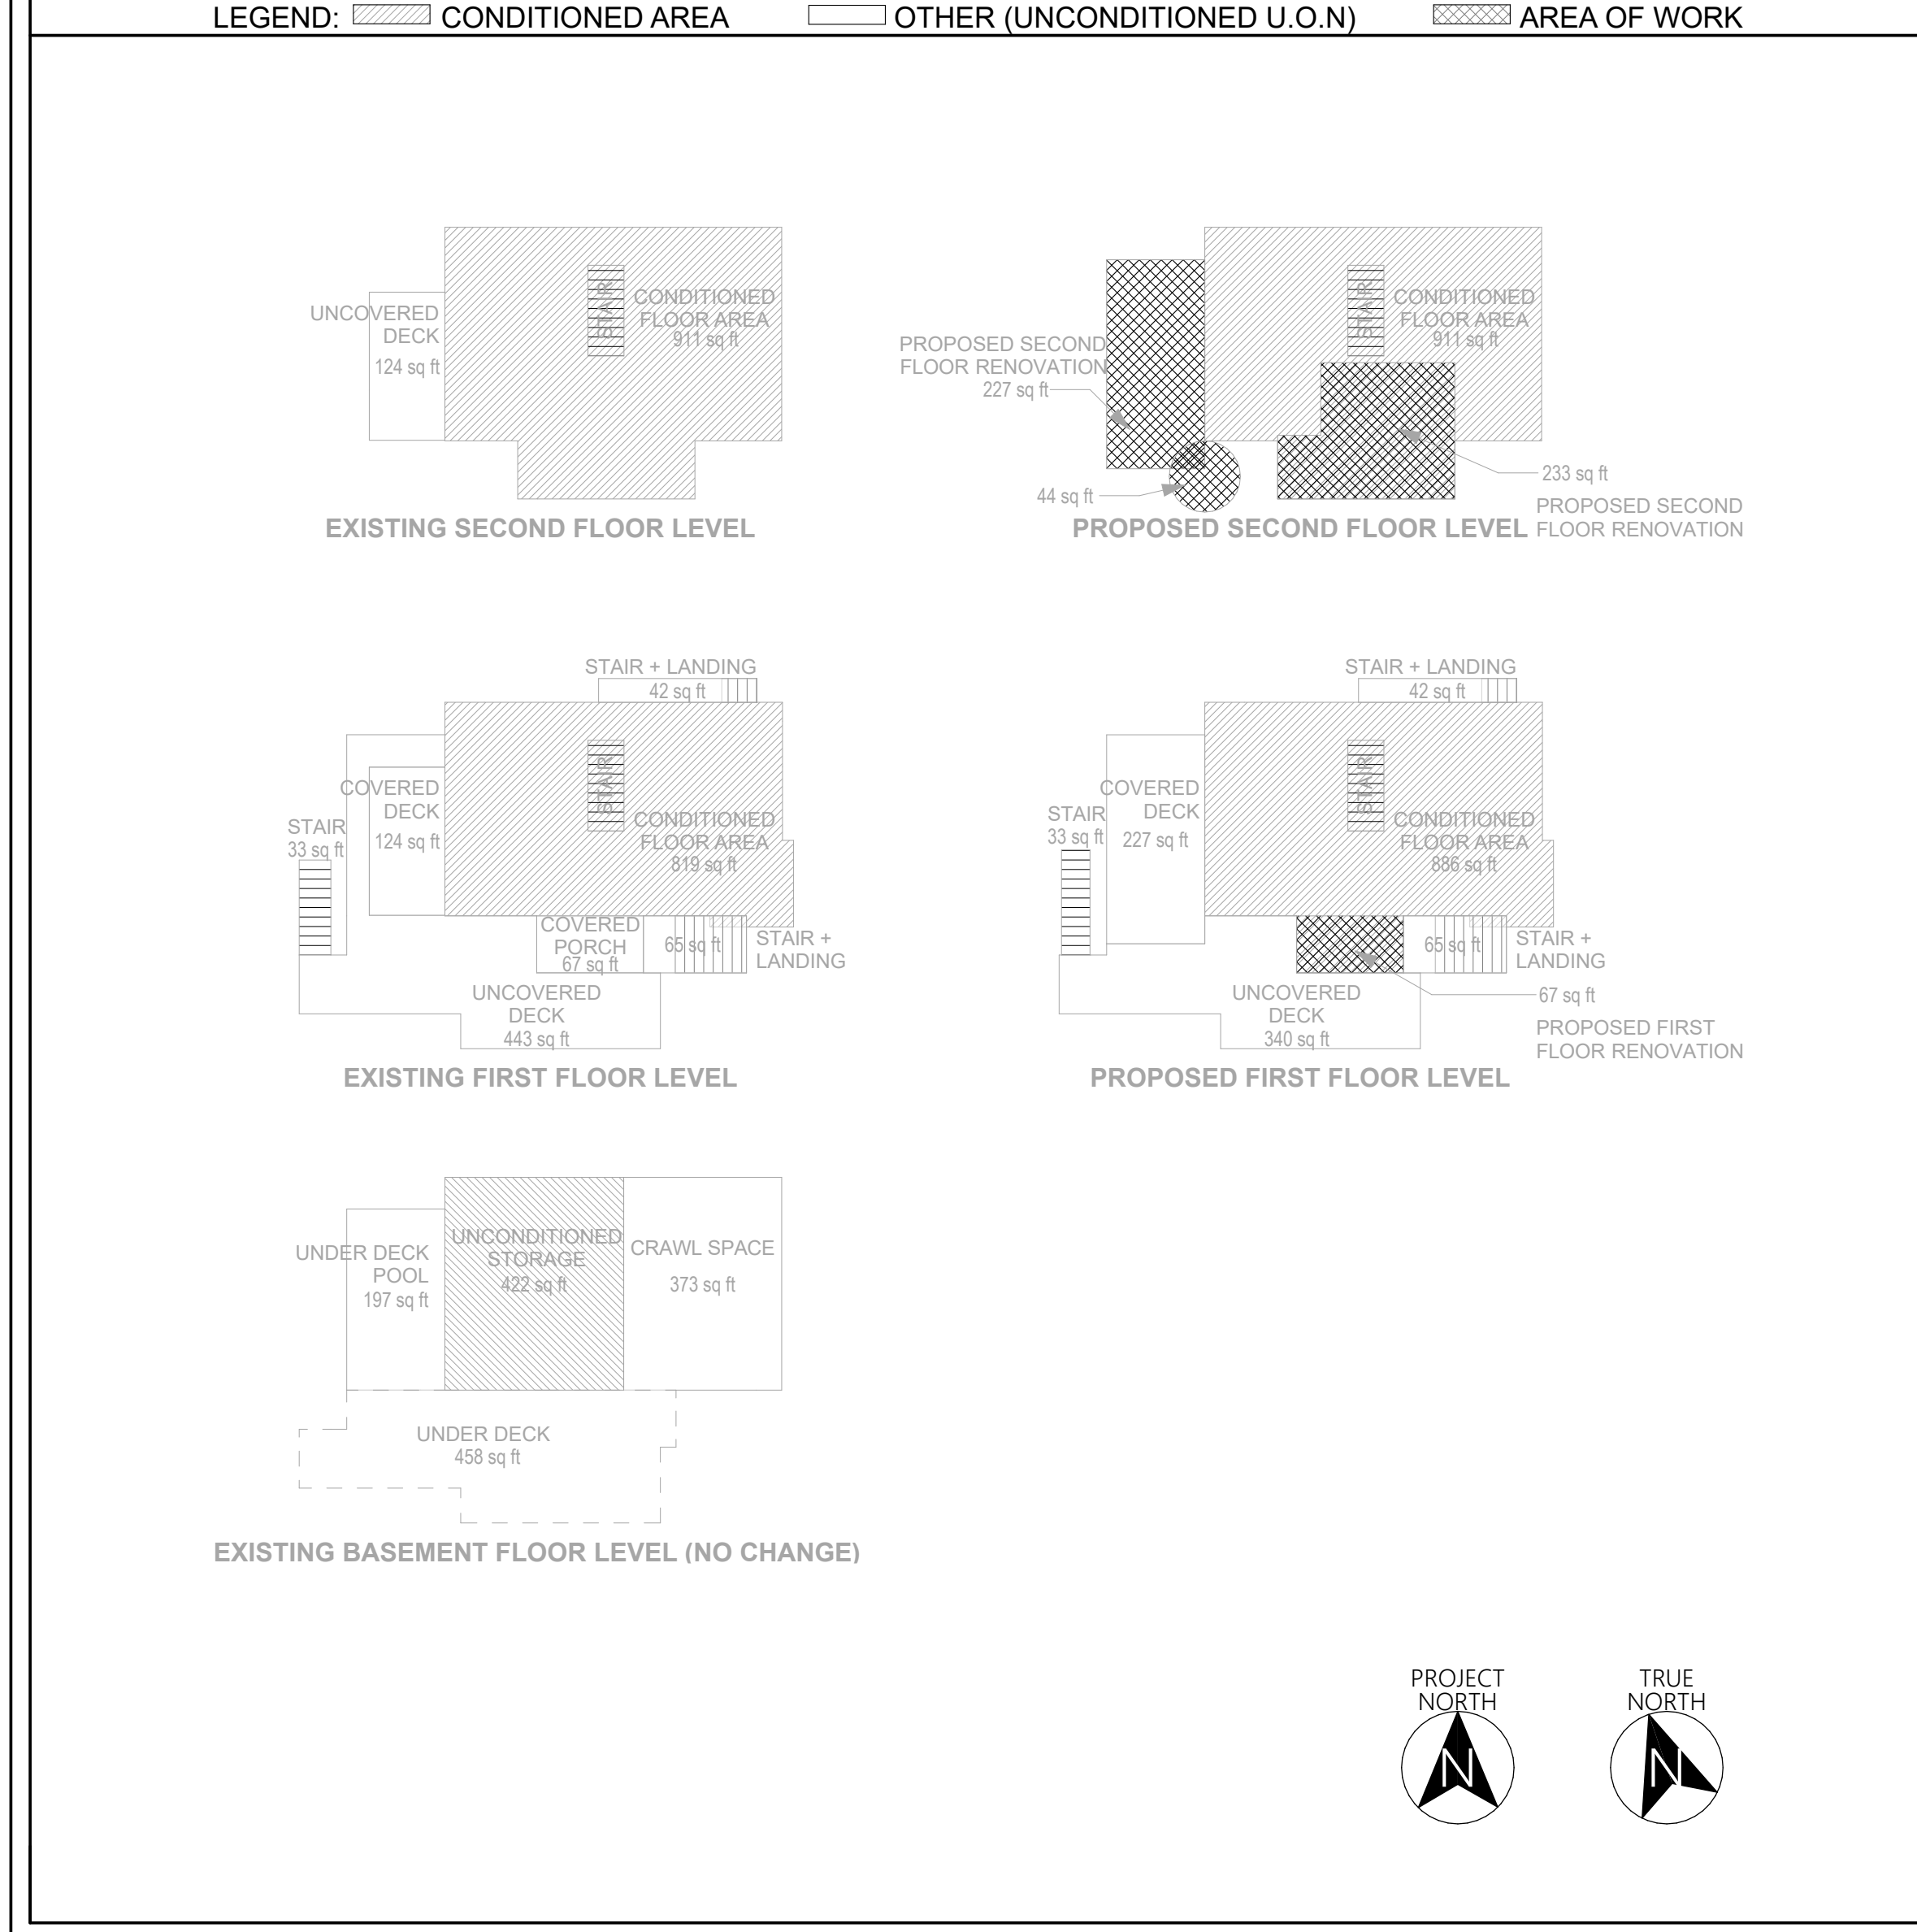 LEGEND: CONDITIONED AREA OTHER (UNCONDITIONED U.O.N) AREA OF WORK
UNCOVERED
DECK
124 sq ft
STAIR
CONDITIONED
FLOOR AREA
911 sq ft
EXISTING SECOND FLOOR LEVEL
PROPOSED SECOND
FLOOR RENOVATION
227 sq ft
44 sq ft
STAIR
CONDITIONED
FLOOR AREA
911 sq ft
233 sq ft
PROPOSED SECOND
FLOOR RENOVATION
PROPOSED SECOND FLOOR LEVEL
STAIR + LANDING
42 sq ft
COVERED
DECK
124 sq ft
STAIR
33 sq ft
STAIR
CONDITIONED
FLOOR AREA
819 sq ft
COVERED
PORCH
67 sq ft
65 sq ft
STAIR +
LANDING
UNCOVERED
DECK
443 sq ft
EXISTING FIRST FLOOR LEVEL
STAIR + LANDING
42 sq ft
COVERED
DECK
227 sq ft
STAIR
33 sq ft
STAIR
CONDITIONED
FLOOR AREA
886 sq ft
65 sq ft
STAIR +
LANDING
67 sq ft
PROPOSED FIRST
FLOOR RENOVATION
UNCOVERED
DECK
340 sq ft
PROPOSED FIRST FLOOR LEVEL
UNDER DECK
POOL
197 sq ft
UNCONDITIONED
STORAGE
422 sq ft
CRAWL SPACE
373 sq ft
UNDER DECK
458 sq ft
EXISTING BASEMENT FLOOR LEVEL (NO CHANGE)
PROJECT
NORTH
N
TRUE
NORTH
N